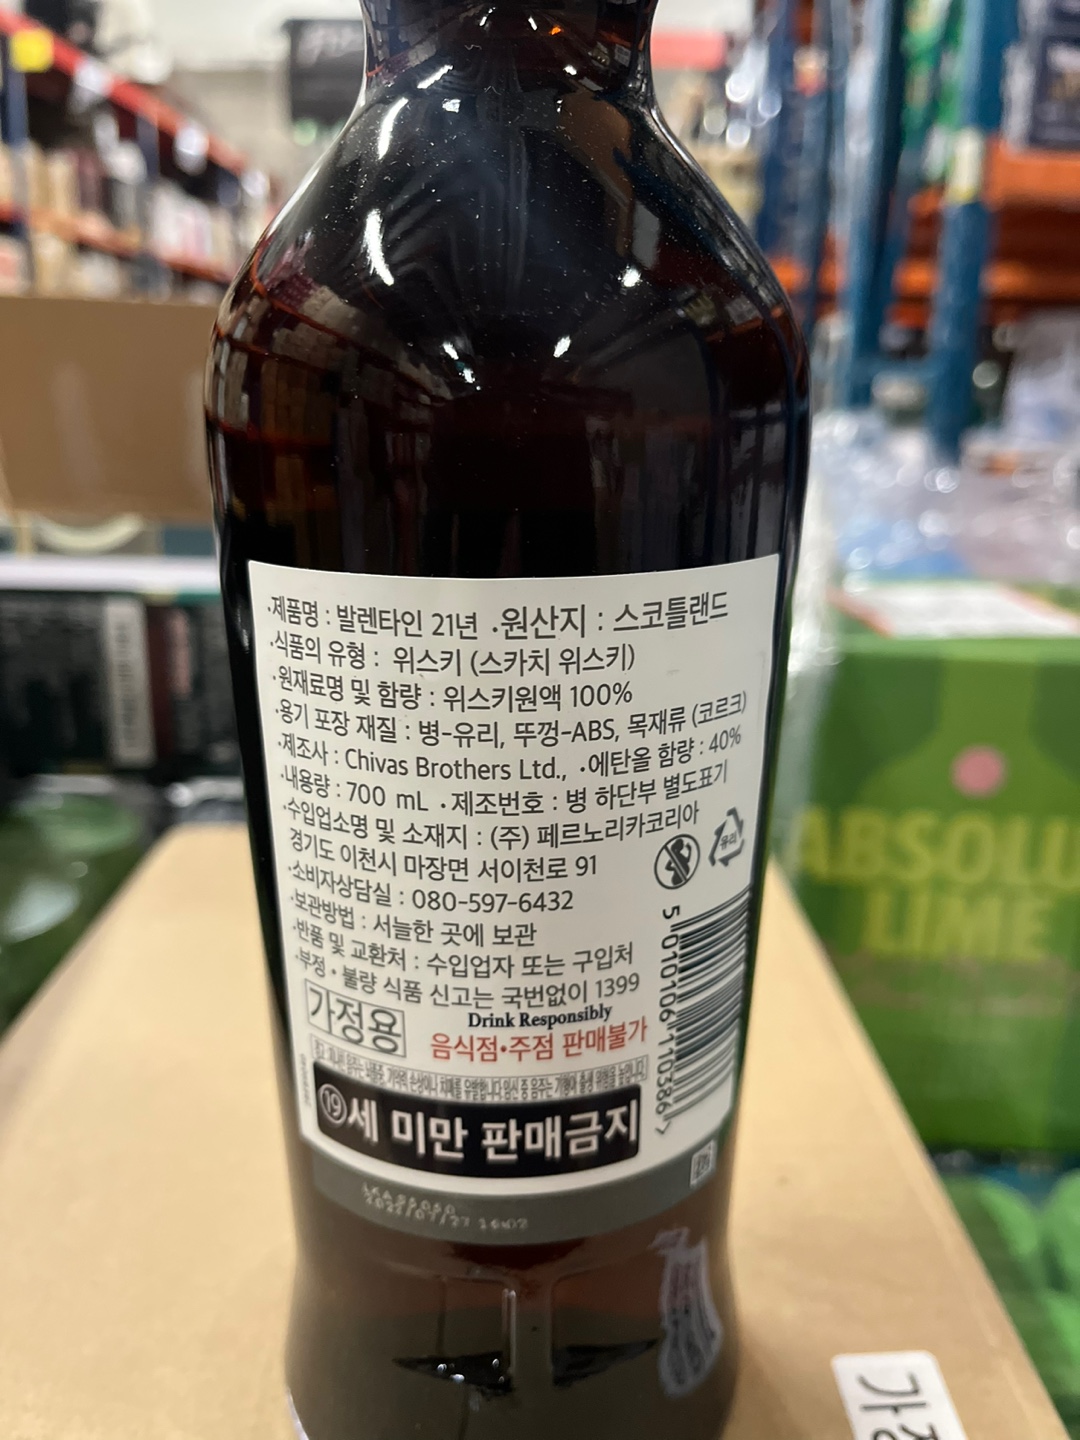 ·제품명 : 발렌타인 21년 ·원산지 : 스코틀랜드
·식품의 유형 : 위스키 (스카치 위스키)
·원재료명 및 함량 : 위스키원액 100%
·용기 포장 재질 : 병-유리, 뚜껑-ABS, 목재류 (코르크)
·제조사 : Chivas Brothers Ltd., ·에탄올 함량 : 40%
·내용량 : 700 mL ·제조번호 : 병 하단부 별도표기
·수입업소명 및 소재지 : (주) 페르노리카코리아
경기도 이천시 마장면 서이천로 91
유리
·소비자상담실 : 080-597-6432
·보관방법 : 서늘한 곳에 보관
·반품 및 교환처 : 수입업자 또는 구입처
·부정·불량 식품 신고는 국번없이 1399
5 010106 110386 >
가정용
Drink Responsibly
음식점·주점 판매불가
⑲세 미만 판매금지
ABSOLU
LIME
가정